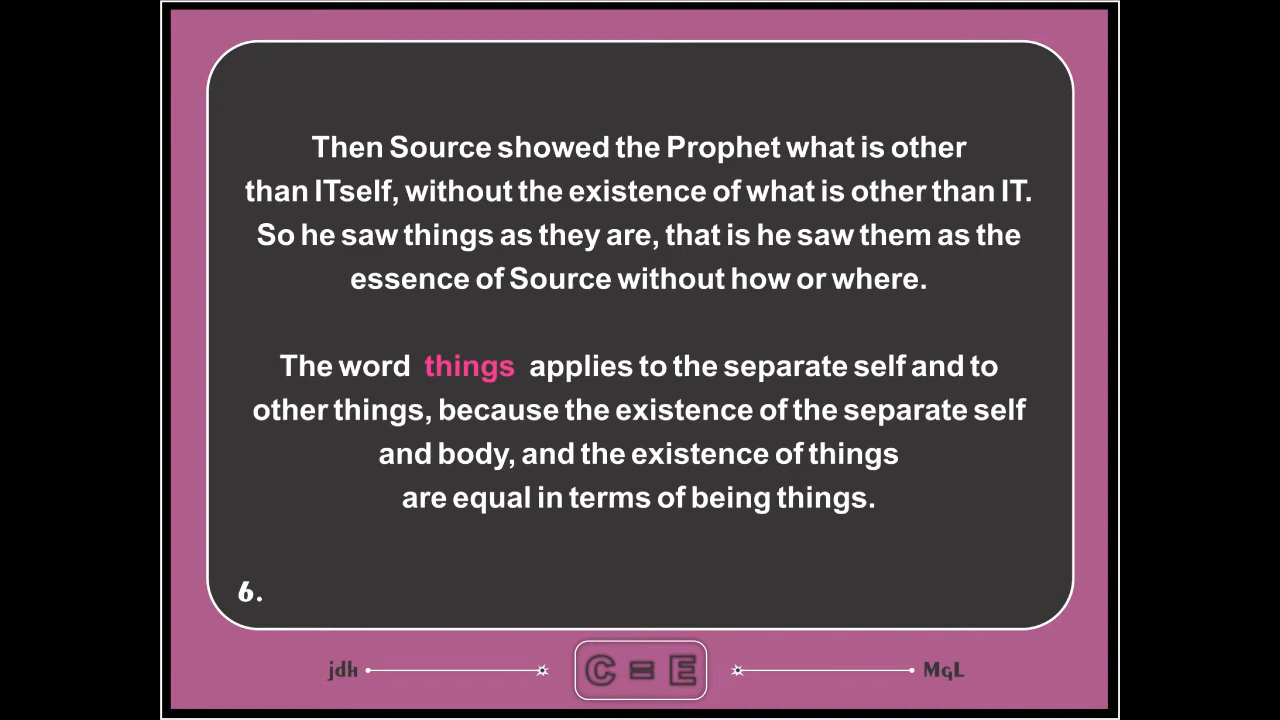 Then Source showed the Prophet what is other
than ITself, without the existence of what is other than IT.
So he saw things as they are, that is he saw them as the
essence of Source without how or where.
The word things applies to the separate self and to
other things, because the existence of the separate self
and body, and the existence of things
are equal in terms of being things.
6.
jdh C = E MqL